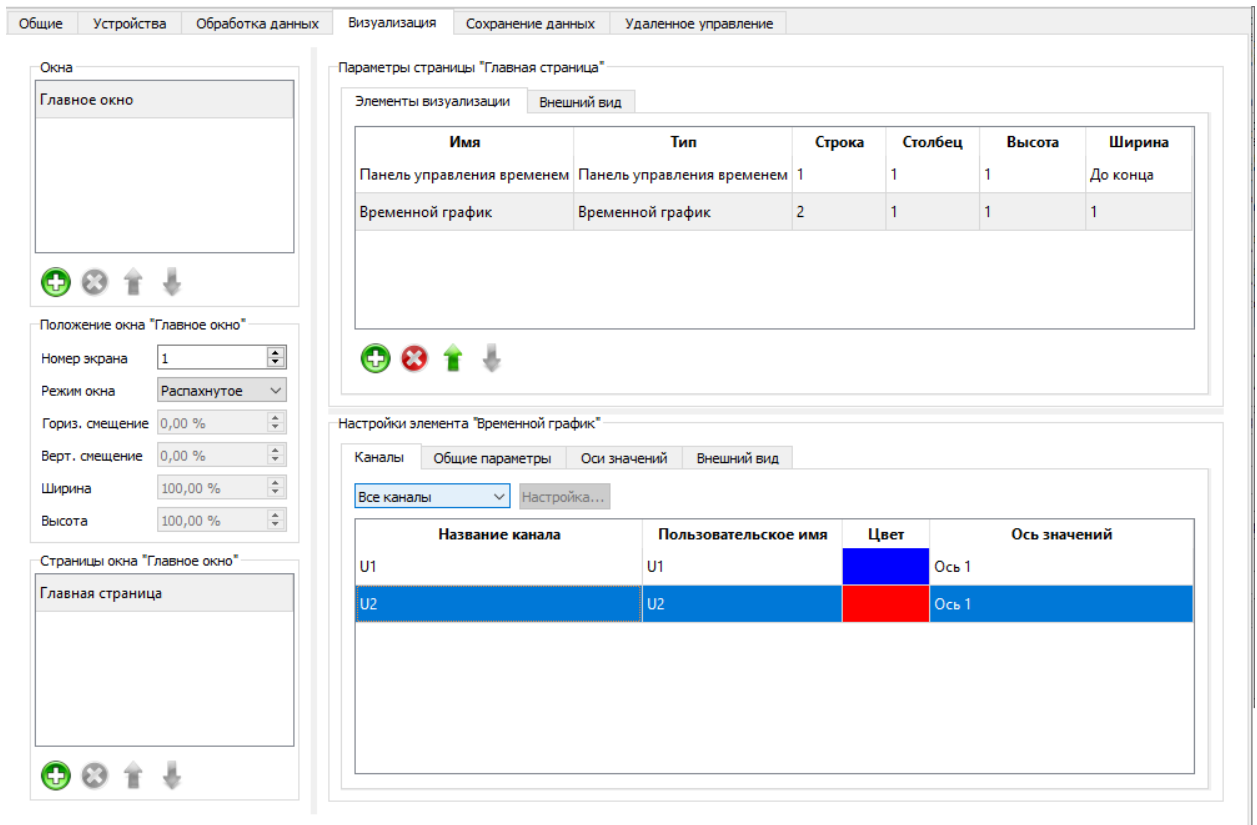 Общие Устройства Обработка данных Визуализация Сохранение данных Удаленное управление
Окна
Главное окно
Положение окна "Главное окно"
Номер экрана 1
Режим окна Распахнутое
Гориз. смещение 0,00 %
Верт. смещение 0,00 %
Ширина 100,00 %
Высота 100,00 %
Страницы окна "Главное окно"
Главная страница
Параметры страницы "Главная страница"
Элементы визуализации Внешний вид
Имя Тип Строка Столбец Высота Ширина
Панель управления временем Панель управления временем 1 1 1 До конца
Временной график Временной график 2 1 1 1
Настройки элемента "Временной график"
Каналы Общие параметры Оси значений Внешний вид
Все каналы Настройка...
Название канала Пользовательское имя Цвет Ось значений
U1 U1 Ось 1
U2 U2 Ось 1